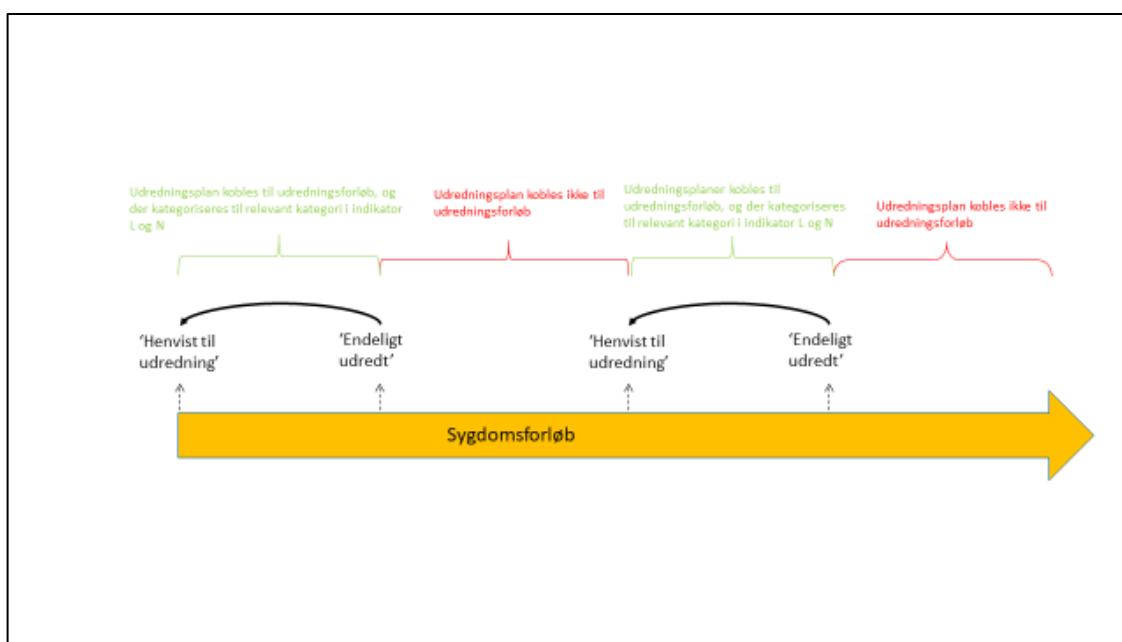 Udredningsplan kobles til udredningsforløb, og
der kategoriseres til relevant kategori i indikator
L og N
Udredningsplan kobles ikke til
udredningsforløb
Udredningsplaner kobles til
udredningsforløb, og der kategoriseres
til relevant kategori i indikator L og N
Udredningsplan kobles ikke til
udredningsforløb
'Henvist til
udredning'
'Endeligt
udredt'
'Henvist til
udredning'
'Endeligt
udredt'
Sygdomsforløb